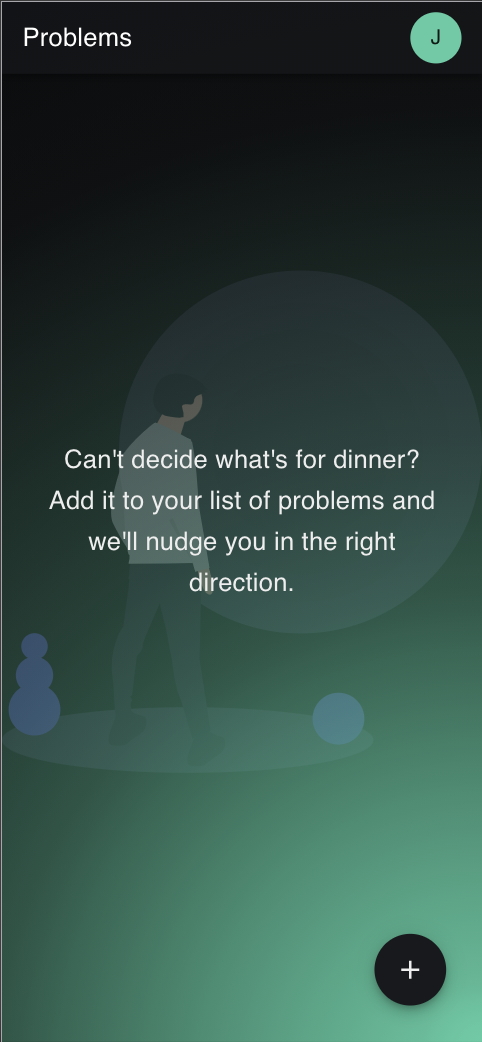 Problems
J
Can't decide what's for dinner?
Add it to your list of problems and
we'll nudge you in the right
direction.
+